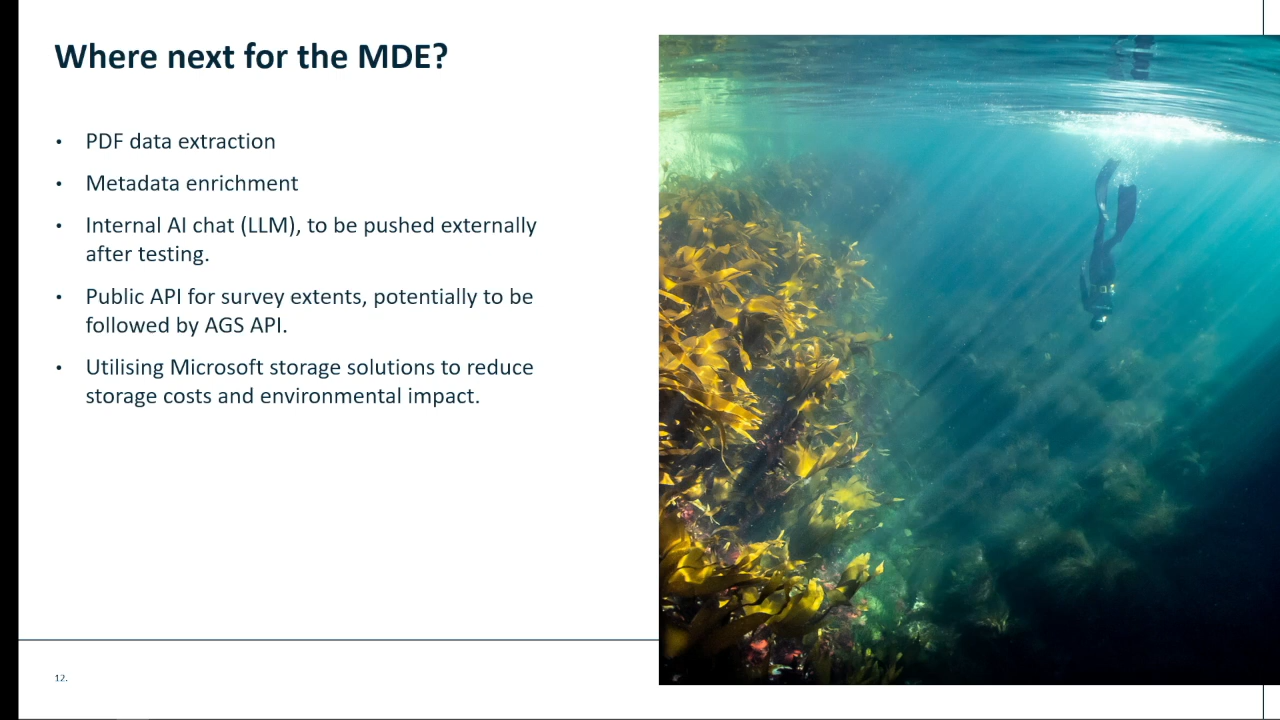 Where next for the MDE?
• PDF data extraction
• Metadata enrichment
• Internal AI chat (LLM), to be pushed externally
after testing.
• Public API for survey extents, potentially to be
followed by AGS API.
• Utilising Microsoft storage solutions to reduce
storage costs and environmental impact.
12.